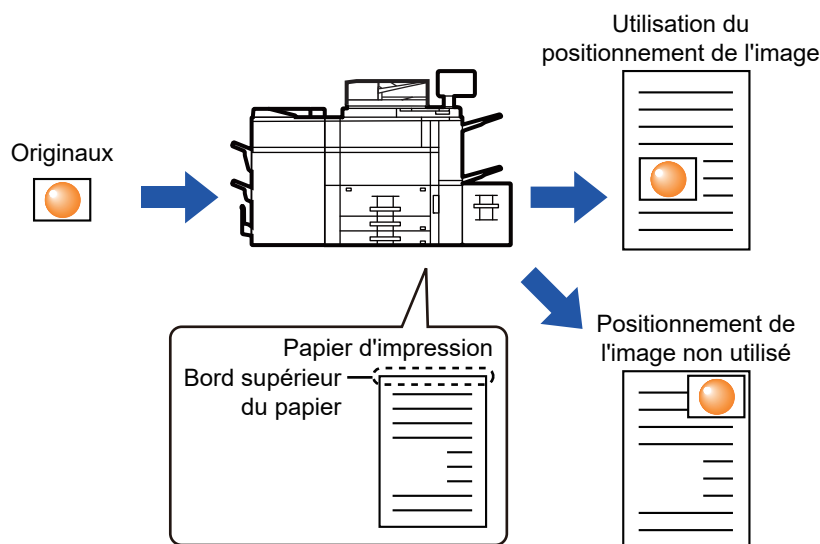 Utilisation du
positionnement de l'image
Originaux
Papier d'impression
Bord supérieur
du papier
Positionnement de
l'image non utilisé